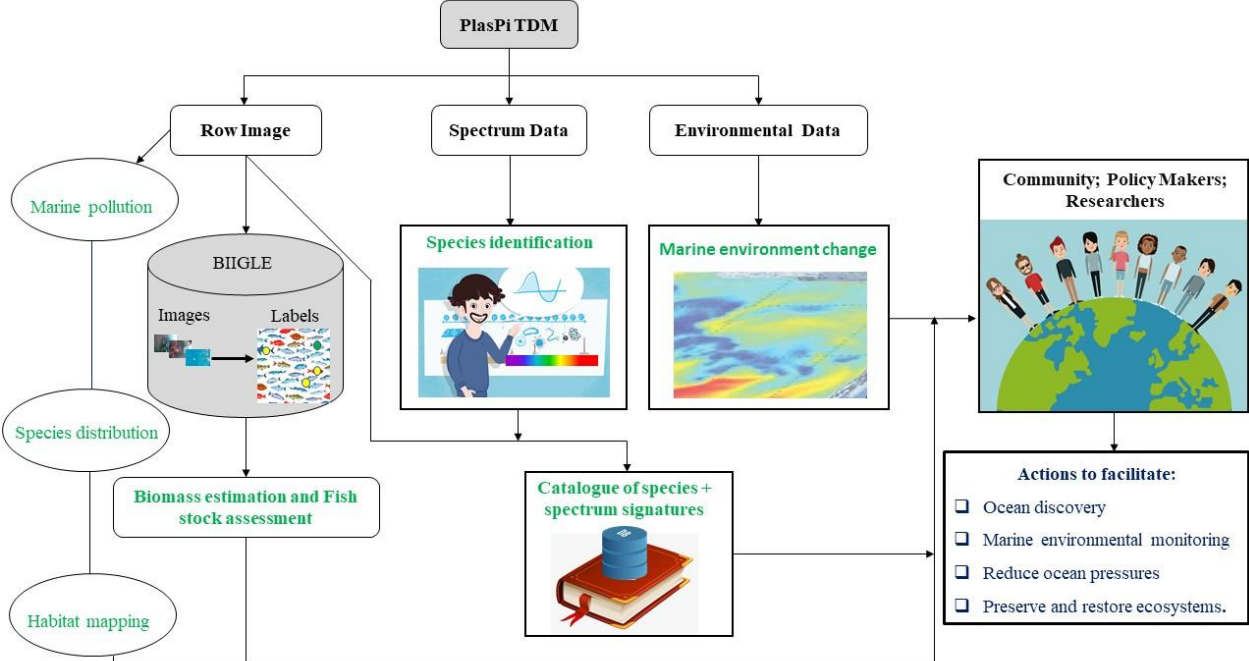 PlasPi TDM
Row Image
Spectrum Data
Environmental Data
Marine pollution
Species distribution
Habitat mapping
BIIGLE
Images
Labels
Biomass estimation and Fish
stock assessment
Species identification
Marine environment change
Catalogue of species +
spectrum signatures
DB
Community; Policy Makers;
Researchers
Actions to facilitate:
Ocean discovery
Marine environmental monitoring
Reduce ocean pressures
Preserve and restore ecosystems.